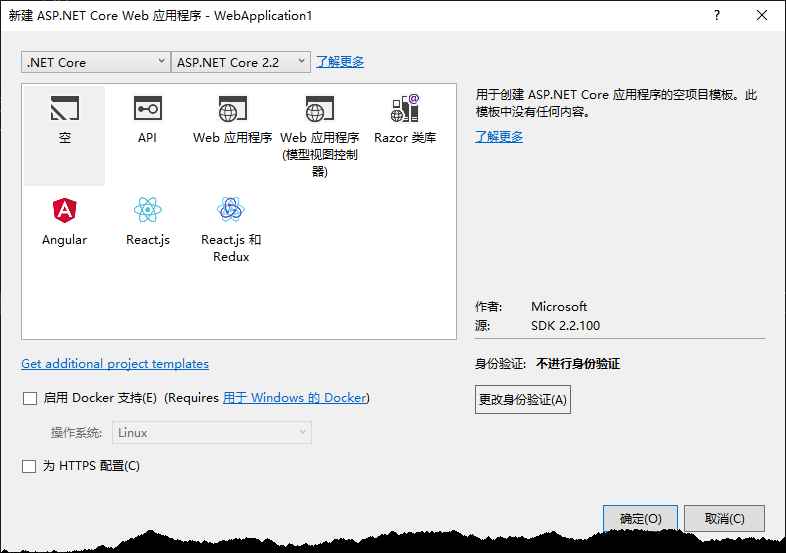 新建 ASP.NET Core Web 应用程序 - WebApplication1
.NET Core
ASP.NET Core 2.2
了解更多
空
API
Web 应用程序
Web 应用程序
(模型视图控制
器)
Razor 类库
Angular
React.js
React.js 和
Redux
用于创建 ASP.NET Core 应用程序的空项目模板。此
模板中没有任何内容。
了解更多
作者: Microsoft
源: SDK 2.2.100
Get additional project templates
身份验证: 不进行身份验证
启用 Docker 支持(E) (Requires 用于 Windows 的 Docker)
更改身份验证(A)
操作系统: Linux
为 HTTPS 配置(C)
确定(O)
取消(C)